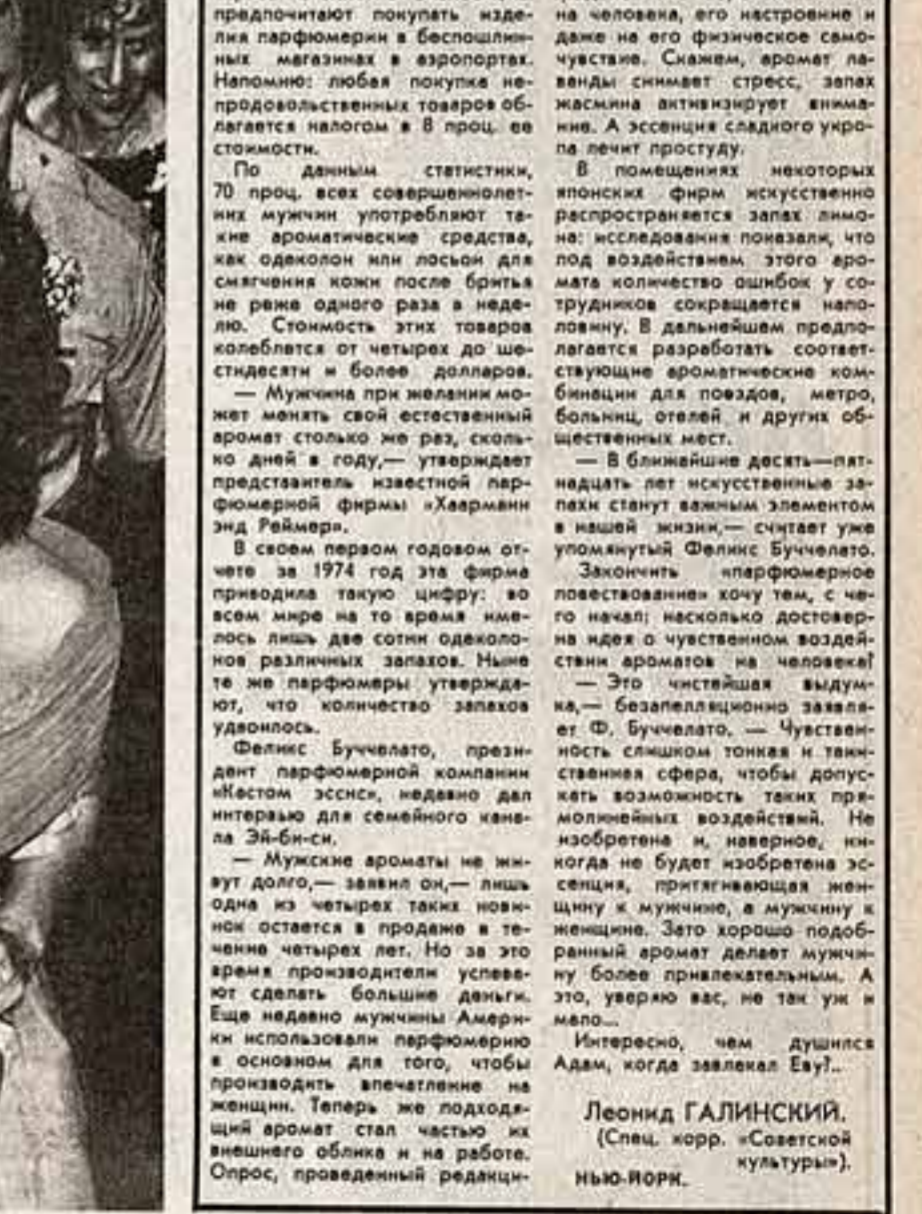 предпочитают покупать изде-
лия парфюмерии в беспошлин-
ных магазинах в аэропортах.
Напомню: любая покупка не-
продовольственных товаров об-
лагается налогом в 8 проц. ее
стоимости.
По данным статистики,
70 проц. всех совершеннолет-
них мужчин употребляют та-
кие ароматические средства,
как одеколон или лосьон для
смягчения кожи после бритья
не реже одного раза в неде-
лю. Стоимость этих товаров
колеблется от четырех до ше-
стидесяти и более долларов.
— Мужчина при желании мо-
жет менять свой естественный
аромат столько же раз, сколь-
ко дней в году,— утверждает
представитель известной пар-
фюмерной фирмы «Хаарманн
энд Реймер».
В своем первом годовом от-
чете за 1974 год эта фирма
приводила такую цифру: во
всем мире на то время име-
лось лишь две сотни одеколо-
нов различных запахов. Ныне
те же парфюмеры утвержда-
ют, что количество запахов
удвоилось.
Феликс Буччелато, прези-
дент парфюмерной компании
«Кастом эссис», недавно дал
интервью для семейного кана-
ла Эй-би-си.
— Мужские ароматы не жи-
вут долго,— заявил он,— лишь
одна из четырех таких нови-
нок остается в продаже в те-
чение четырех лет. Но за это
время производители успева-
ют сделать большие деньги.
Еще недавно мужчины Амери-
ки использовали парфюмерию
в основном для того, чтобы
производить впечатление на
женщин. Теперь же подходя-
щий аромат стал частью их
внешнего облика и на работе.
Опрос, проведенный редакци-
на человека, его настроение и
даже на его физическое само-
чувствие. Скажем, аромат ла-
ванды снимает стресс, запах
жасмина активизирует внима-
ние. А эссенция сладкого укро-
па лечит простуду.
В помещениях некоторых
японских фирм искусственно
распространяется запах лимо-
на: исследования показали, что
под воздействием этого аро-
мата количество ошибок у со-
трудников сокращается напо-
ловину. В дальнейшем предпо-
лагается разработать соответ-
ствующие ароматические ком-
бинации для поездов, метро,
больниц, отелей и других об-
щественных мест.
— В ближайшие десять—пят-
надцать лет искусственные за-
пахи станут важным элементом
в нашей жизни,— считает уже
упомянутый Феликс Буччелато.
Закончить «парфюмерное
повествование» хочу тем, с че-
го начал: насколько достовер-
на идея о чувственном воздей-
ствии ароматов на человека?
— Это чистейшая выдум-
ка,— безапелляционно заявля-
ет Ф. Буччелато. — Чувствен-
ность слишком тонкая и таин-
ственная сфера, чтобы допус-
кать возможность таких пря-
молинейных воздействий. Не
изобретена и, наверное, ни-
когда не будет изобретена эс-
сенция, притягивающая жен-
щину к мужчине, а мужчину к
женщине. Зато хорошо подоб-
ранный аромат делает мужчи-
ну более привлекательным. А
это, уверяю вас, не так уж и
мало...
Интересно, чем душился
Адам, когда завлекал Еву?..
Леонид ГАЛИНСКИЙ.
(Спец. корр. «Советской
культуры»).
НЬЮ-ЙОРК.